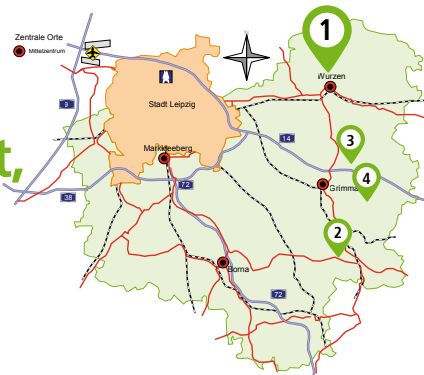 Zentrale Orte
Mittelzentrum
1
Wurzen
9
Stadt Leipzig
14
3
t,
Markkleeberg
72
4
Grimma
38
2
Borna
72